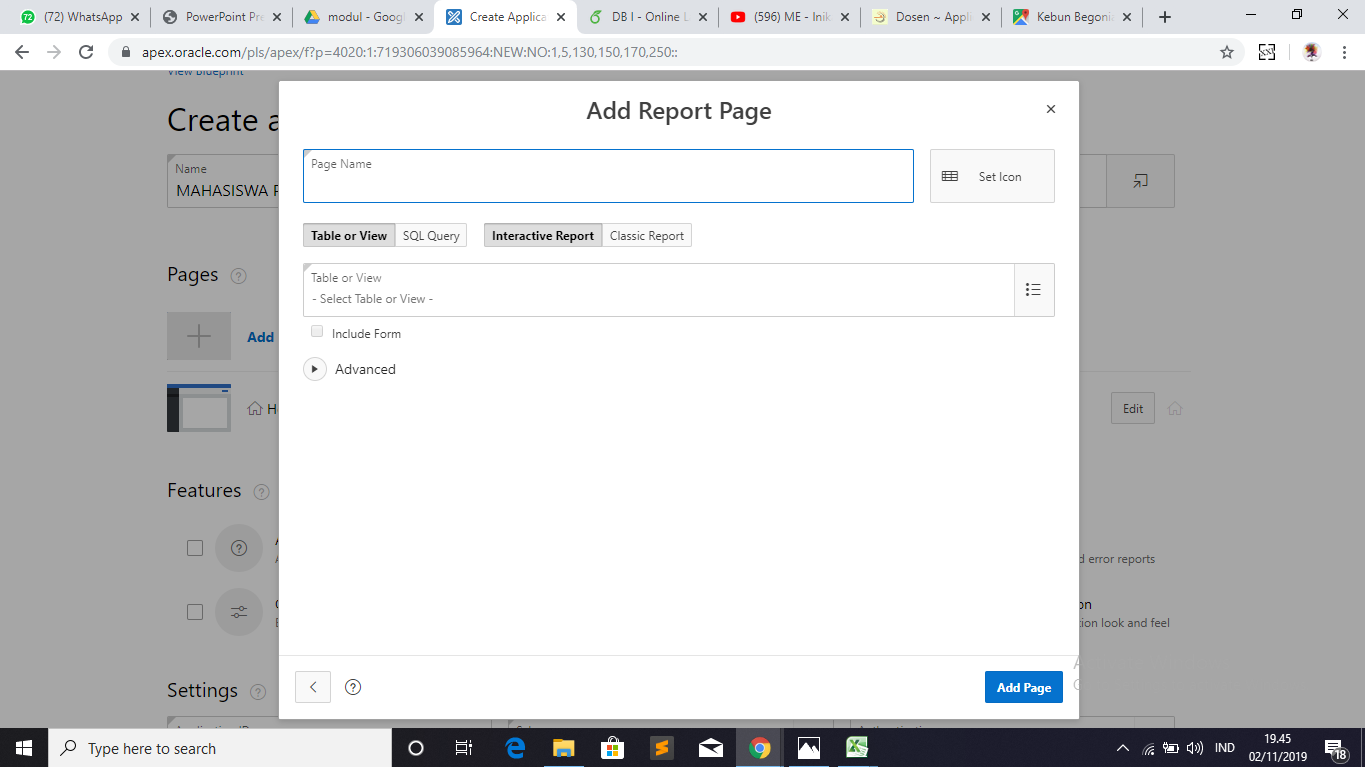 (72) WhatsApp
PowerPoint Pre
modul - Googl
Create Applica
DB I - Online L
(596) ME - Inik
Dosen ~ Appli
Kebun Begonia
apex.oracle.com/pls/apex/f?p=4020:1:719306039085964:NEW:NO:1,5,130,150,170,250::
View Blueprint
Create a
Name
MAHASISWA
Add Report Page
Page Name
Set Icon
Table or View
SQL Query
Interactive Report
Classic Report
Table or View
- Select Table or View -
Include Form
Advanced
Pages
Add
H
Edit
Features
d error reports
on
tion look and feel
Settings
Add Page
Type here to search
IND
19.45
02/11/2019
18